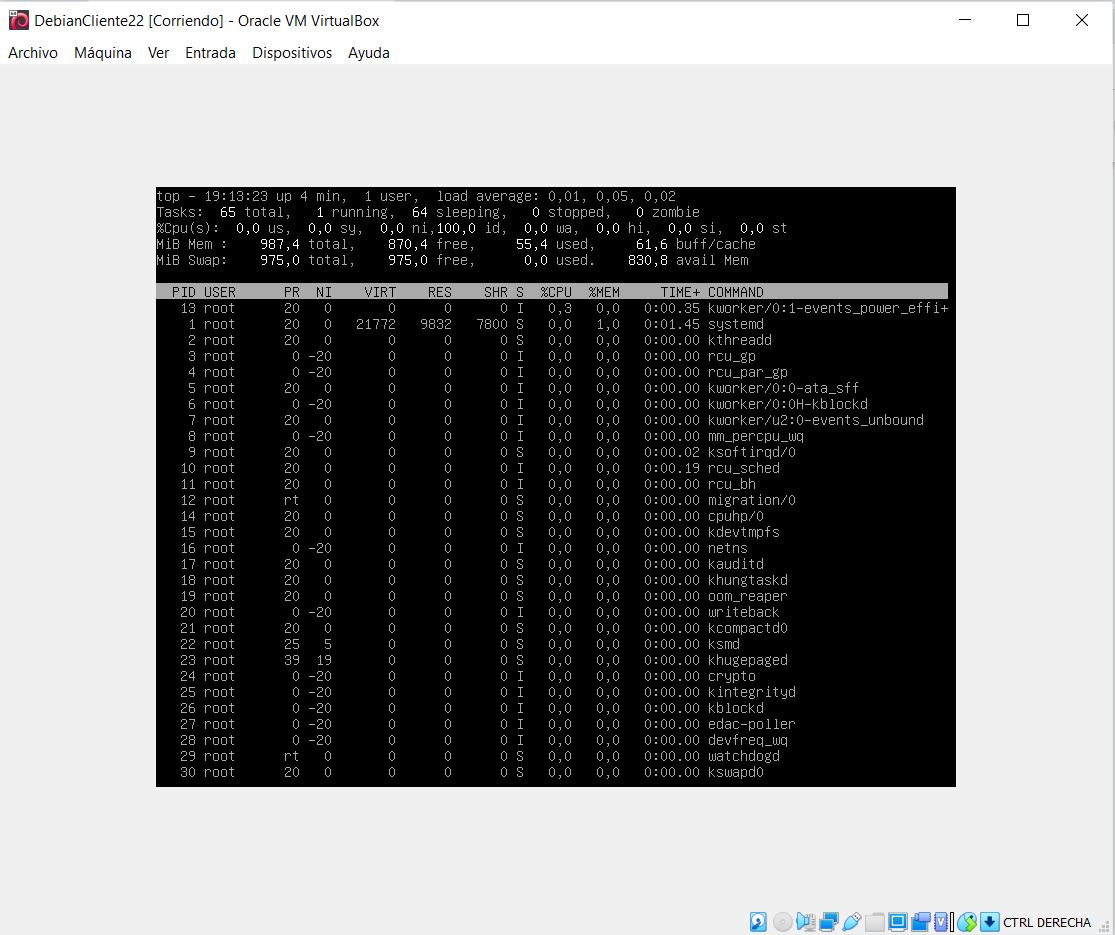 DebianCliente22 [Corriendo] - Oracle VM VirtualBox
Archivo Máquina Ver Entrada Dispositivos Ayuda
top - 19:13:23 up 4 min,  1 user,  load average: 0,01, 0,05, 0,02
Tasks:  65 total,   1 running,  64 sleeping,   0 stopped,   0 zombie
%Cpu(s):  0,0 us,  0,0 sy,  0,0 ni,100,0 id,  0,0 wa,  0,0 hi,  0,0 si,  0,0 st
MiB Mem :    987,4 total,    870,4 free,     55,4 used,     61,6 buff/cache
MiB Swap:    975,0 total,    975,0 free,      0,0 used.    830,8 avail Mem
PID USER      PR  NI    VIRT    RES    SHR S  %CPU  %MEM     TIME+ COMMAND
13 root      20   0       0      0      0 I   0,3   0,0   0:00.35 kworker/0:1-events_power_effi+
1 root      20   0   21772   9832   7800 S   0,0   1,0   0:01.45 systemd
2 root      20   0       0      0      0 S   0,0   0,0   0:00.00 kthreadd
3 root       0 -20       0      0      0 I   0,0   0,0   0:00.00 rcu_gp
4 root       0 -20       0      0      0 I   0,0   0,0   0:00.00 rcu_par_gp
5 root      20   0       0      0      0 I   0,0   0,0   0:00.00 kworker/0:0-ata_sff
6 root       0 -20       0      0      0 I   0,0   0,0   0:00.00 kworker/0:0H-kblockd
7 root      20   0       0      0      0 I   0,0   0,0   0:00.00 kworker/u2:0-events_unbound
8 root       0 -20       0      0      0 I   0,0   0,0   0:00.00 mm_percpu_wq
9 root      20   0       0      0      0 S   0,0   0,0   0:00.02 ksoftirqd/0
10 root      20   0       0      0      0 I   0,0   0,0   0:00.19 rcu_sched
11 root      20   0       0      0      0 I   0,0   0,0   0:00.00 rcu_bh
12 root      rt   0       0      0      0 S   0,0   0,0   0:00.00 migration/0
14 root      20   0       0      0      0 S   0,0   0,0   0:00.00 cpuhp/0
15 root      20   0       0      0      0 S   0,0   0,0   0:00.00 kdevtmpfs
16 root       0 -20       0      0      0 I   0,0   0,0   0:00.00 netns
17 root      20   0       0      0      0 S   0,0   0,0   0:00.00 kauditd
18 root      20   0       0      0      0 S   0,0   0,0   0:00.00 khungtaskd
19 root      20   0       0      0      0 S   0,0   0,0   0:00.00 oom_reaper
20 root       0 -20       0      0      0 I   0,0   0,0   0:00.00 writeback
21 root      20   0       0      0      0 S   0,0   0,0   0:00.00 kcompactd0
22 root      25   5       0      0      0 S   0,0   0,0   0:00.00 ksmd
23 root      39  19       0      0      0 S   0,0   0,0   0:00.00 khugepaged
24 root       0 -20       0      0      0 I   0,0   0,0   0:00.00 crypto
25 root       0 -20       0      0      0 I   0,0   0,0   0:00.00 kintegrityd
26 root       0 -20       0      0      0 I   0,0   0,0   0:00.00 kblockd
27 root       0 -20       0      0      0 I   0,0   0,0   0:00.00 edac-poller
28 root       0 -20       0      0      0 I   0,0   0,0   0:00.00 devfreq_wq
29 root      rt   0       0      0      0 S   0,0   0,0   0:00.00 watchdogd
30 root      20   0       0      0      0 S   0,0   0,0   0:00.00 kswapd0
CTRL DERECHA